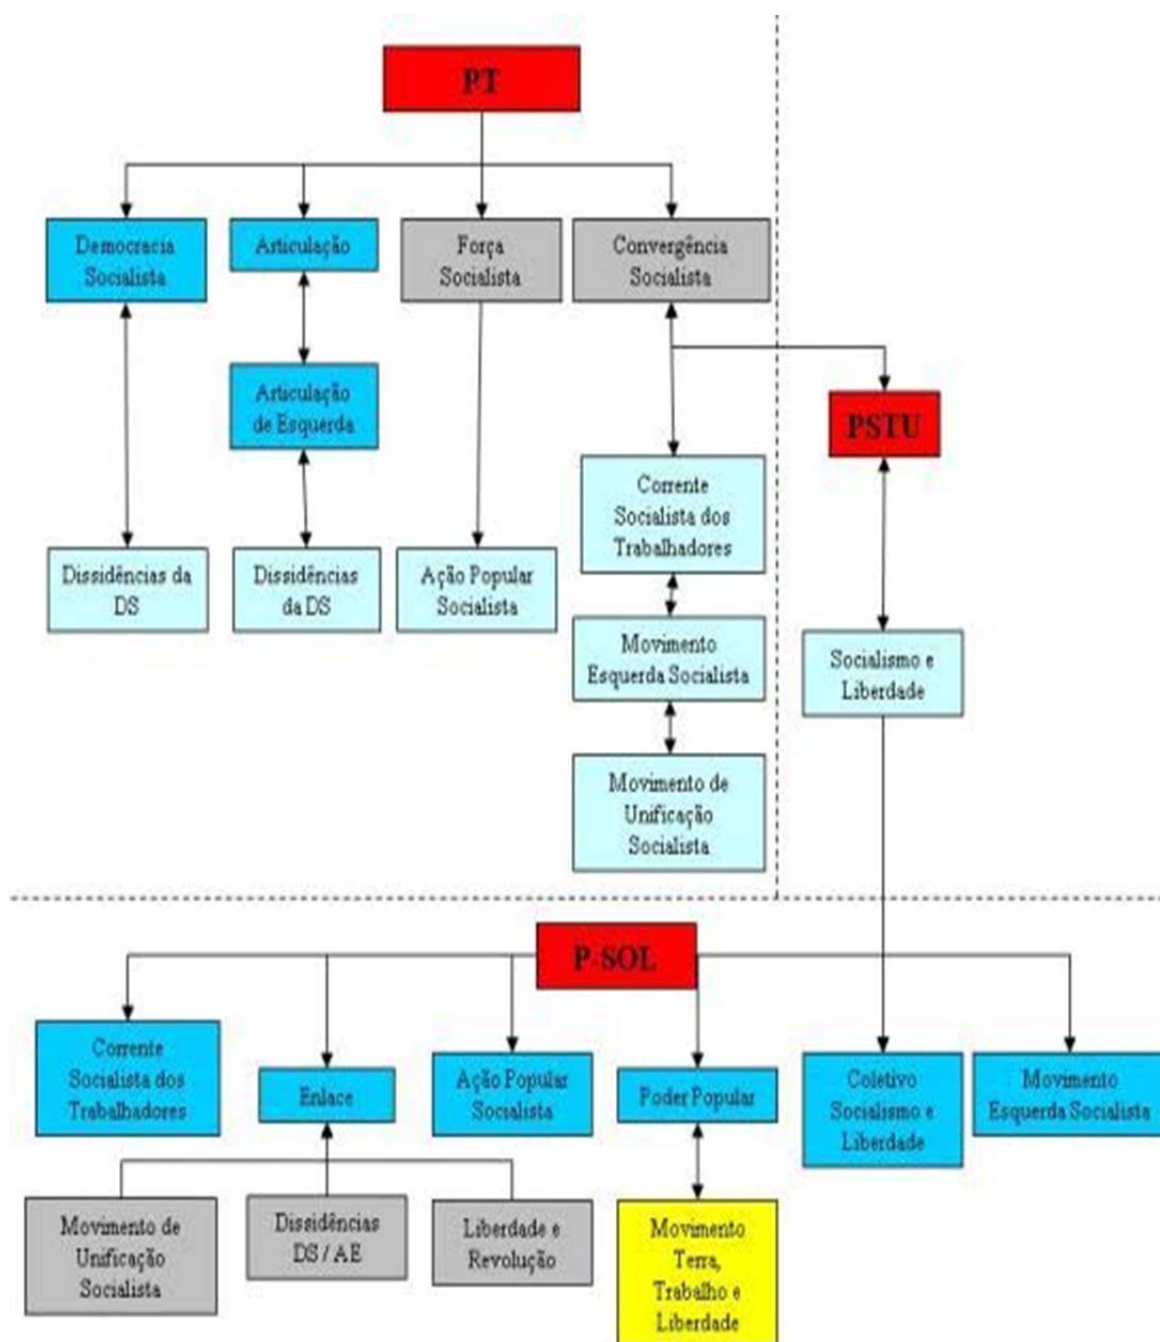 PT
Democracia
Socialista
Articulação
Força
Socialista
Convergência
Socialista
Articulação
de Esquerda
PSTU
Corrente
Socialista dos
Trabalhadores
Dissidências da
DS
Dissidências
da DS
Ação Popular
Socialista
Movimento
Esquerda Socialista
Socialismo e
Liberdade
Movimento de
Unificação
Socialista
P-SOL
Corrente
Socialista dos
Trabalhadores
Enlace
Ação Popular
Socialista
Poder Popular
Coletivo
Socialismo e
Liberdade
Movimento
Esquerda Socialista
Movimento de
Unificação
Socialista
Dissidências
DS / AE
Liberdade e
Revolução
Movimento
Terra,
Trabalho e
Liberdade